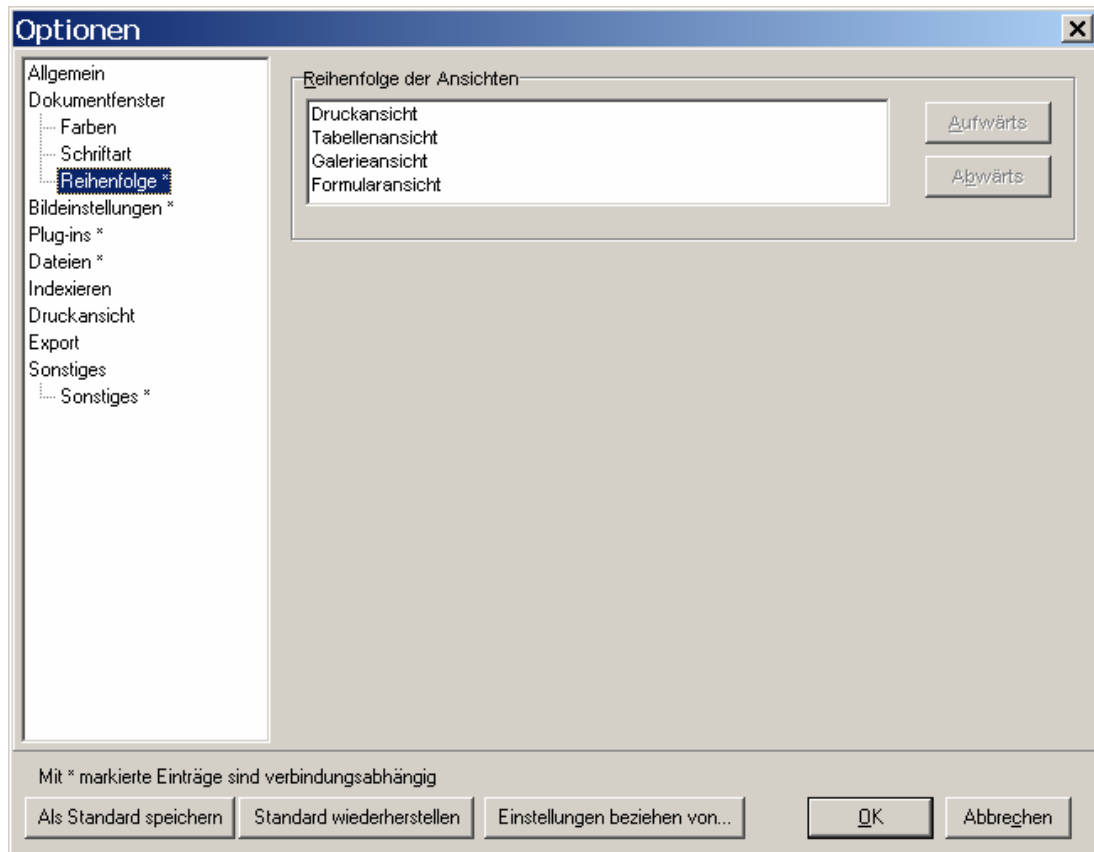 Optionen
Allgemein
Dokumentfenster
Farben
Schriftart
Reihenfolge *
Bildeinstellungen *
Plug-ins *
Dateien *
Indexieren
Druckansicht
Export
Sonstiges
Sonstiges *
Reihenfolge der Ansichten
Druckansicht
Tabellenansicht
Galerieansicht
Formularansicht
Aufwärts
Abwärts
Mit * markierte Einträge sind verbindungsabhängig
Als Standard speichern Standard wiederherstellen Einstellungen beziehen von... OK Abbrechen